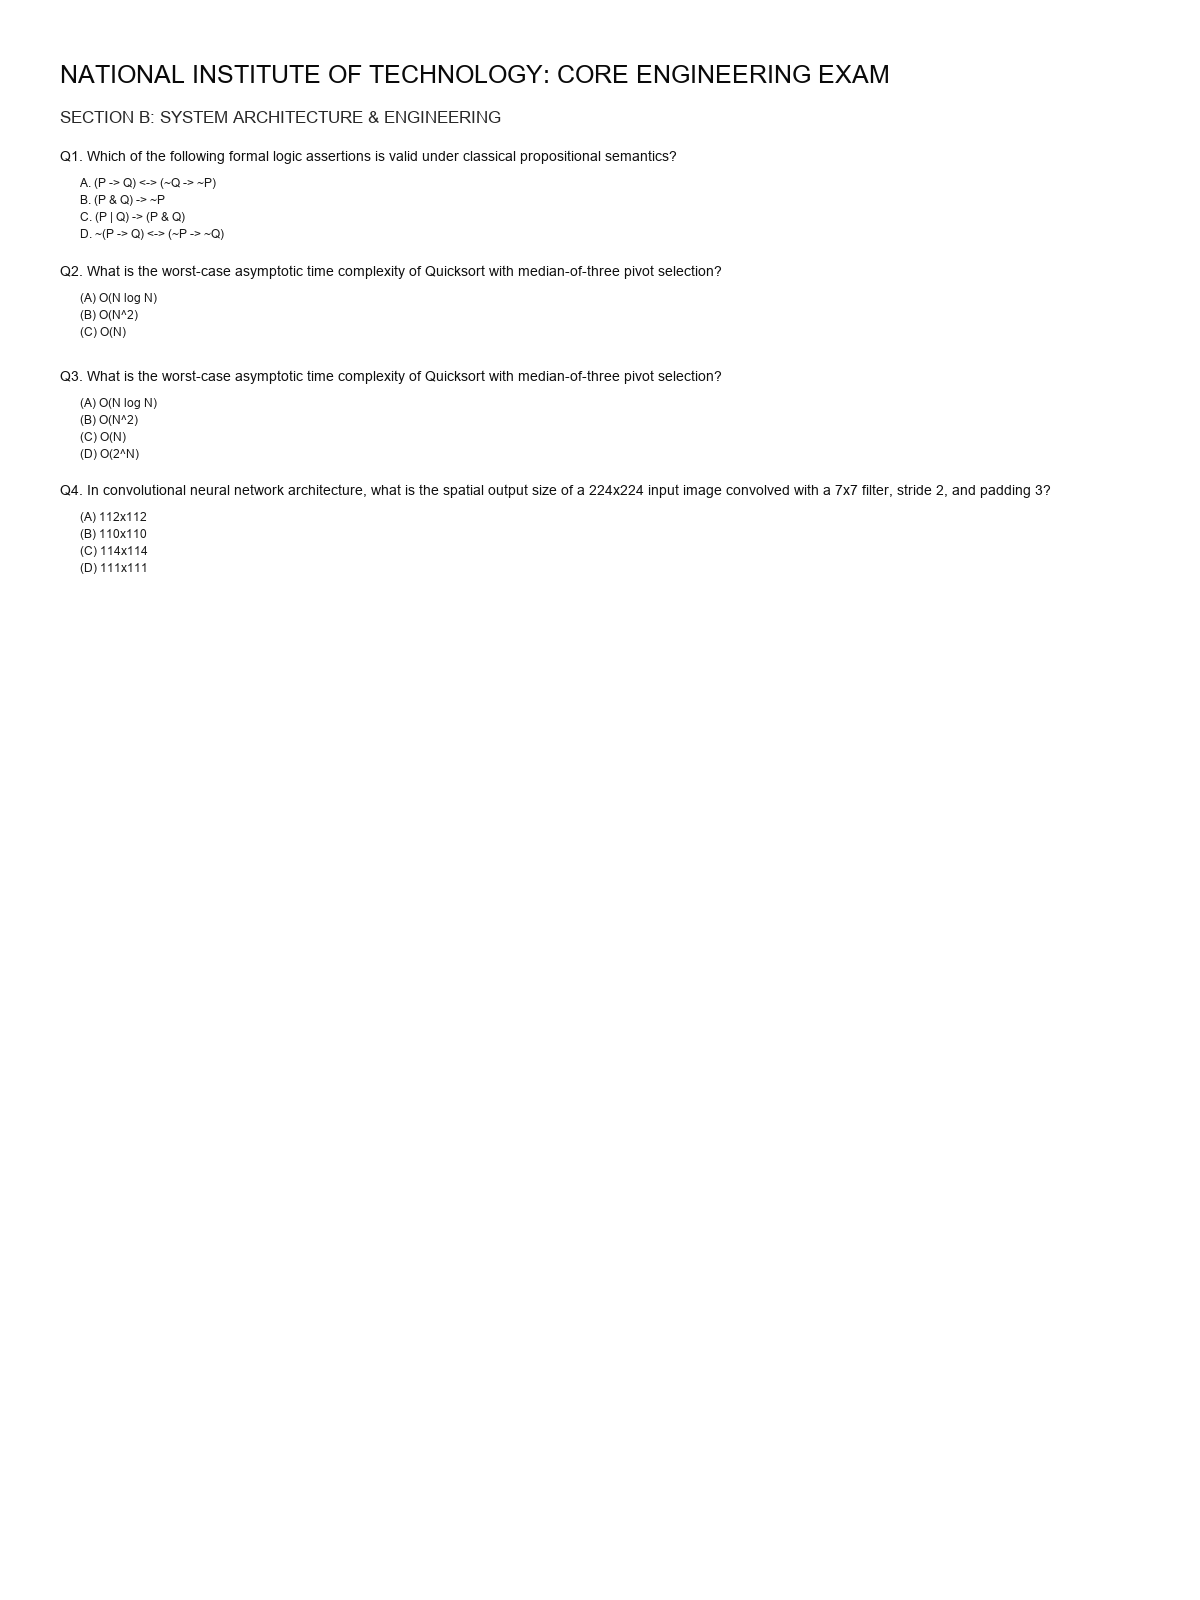 NATIONAL INSTITUTE OF TECHNOLOGY: CORE ENGINEERING EXAM
SECTION B: SYSTEM ARCHITECTURE & ENGINEERING
Q1. Which of the following formal logic assertions is valid under classical propositional semantics?
A. (P -> Q) <-> (~Q -> ~P)
B. (P & Q) -> ~P
C. (P | Q) -> (P & Q)
D. ~(P -> Q) <-> (~P -> ~Q)
Q2. What is the worst-case asymptotic time complexity of Quicksort with median-of-three pivot selection?
(A) O(N log N)
(B) O(N^2)
(C) O(N)
Q3. What is the worst-case asymptotic time complexity of Quicksort with median-of-three pivot selection?
(A) O(N log N)
(B) O(N^2)
(C) O(N)
(D) O(2^N)
Q4. In convolutional neural network architecture, what is the spatial output size of a 224x224 input image convolved with a 7x7 filter, stride 2, and padding 3?
(A) 112x112
(B) 110x110
(C) 114x114
(D) 111x111